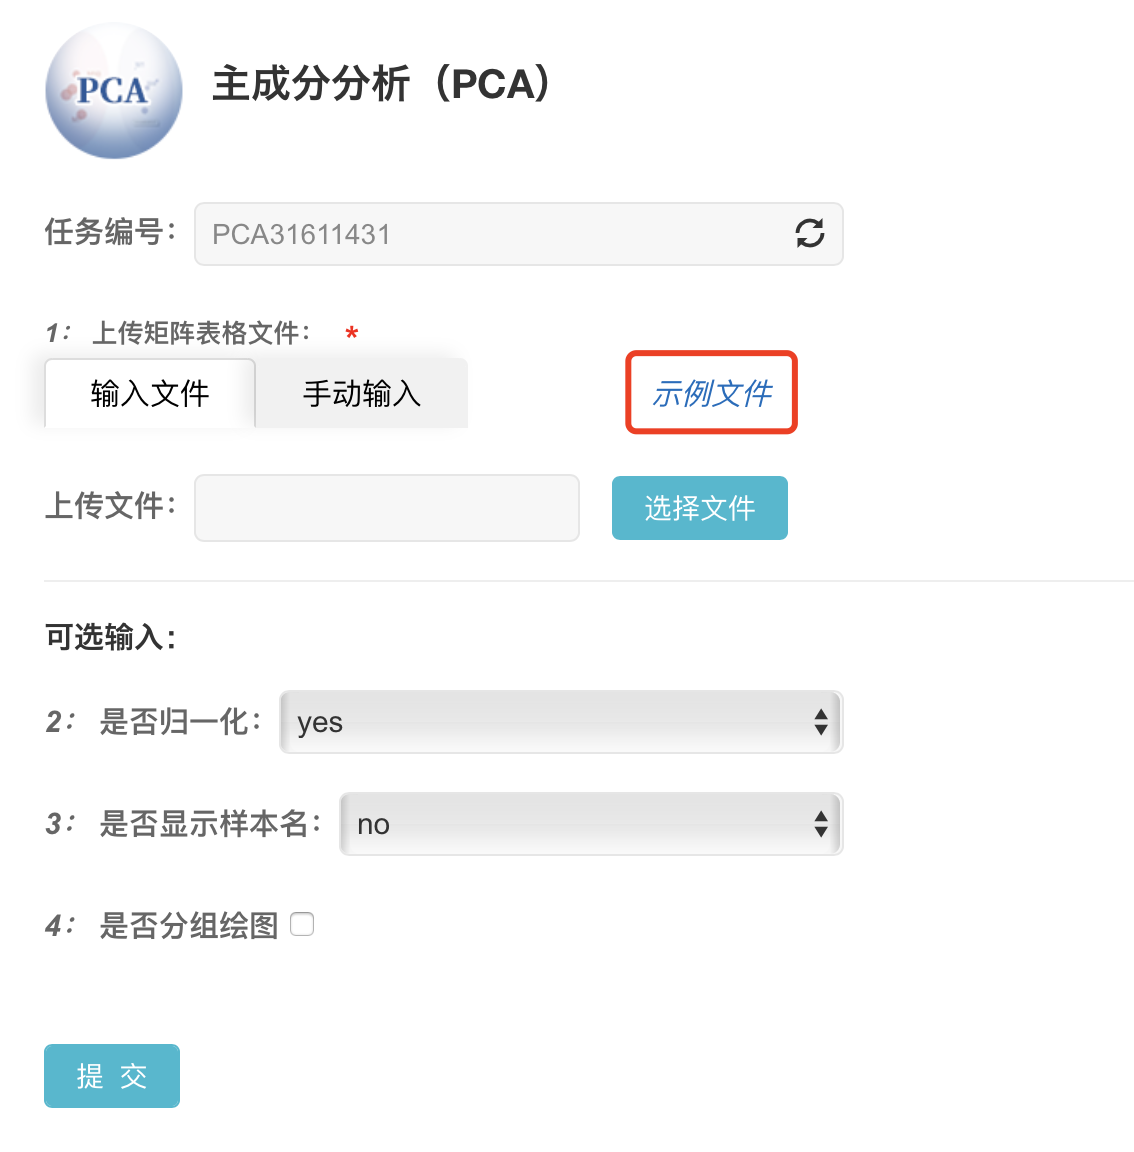 PCA
主成分分析（PCA）
任务编号： PCA31611431
1： 上传矩阵表格文件： *
输入文件 手动输入 示例文件
上传文件： 选择文件
可选输入：
2： 是否归一化： yes
3： 是否显示样本名： no
4： 是否分组绘图
提 交